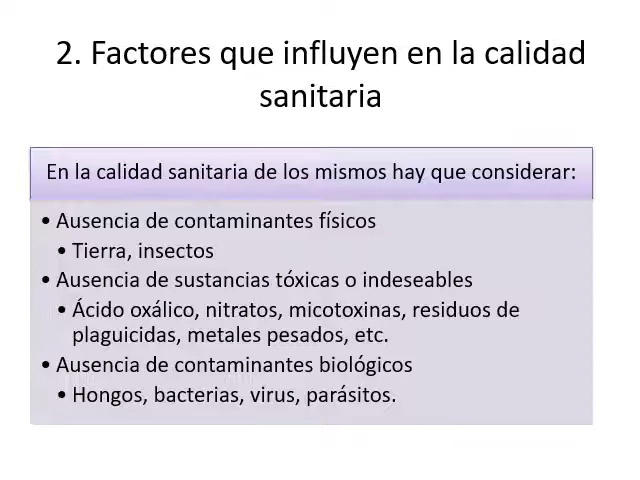 2. Factores que influyen en la calidad
sanitaria
En la calidad sanitaria de los mismos hay que considerar:
• Ausencia de contaminantes físicos
• Tierra, insectos
• Ausencia de sustancias tóxicas o indeseables
• Ácido oxálico, nitratos, micotoxinas, residuos de
plaguicidas, metales pesados, etc.
• Ausencia de contaminantes biológicos
• Hongos, bacterias, virus, parásitos.